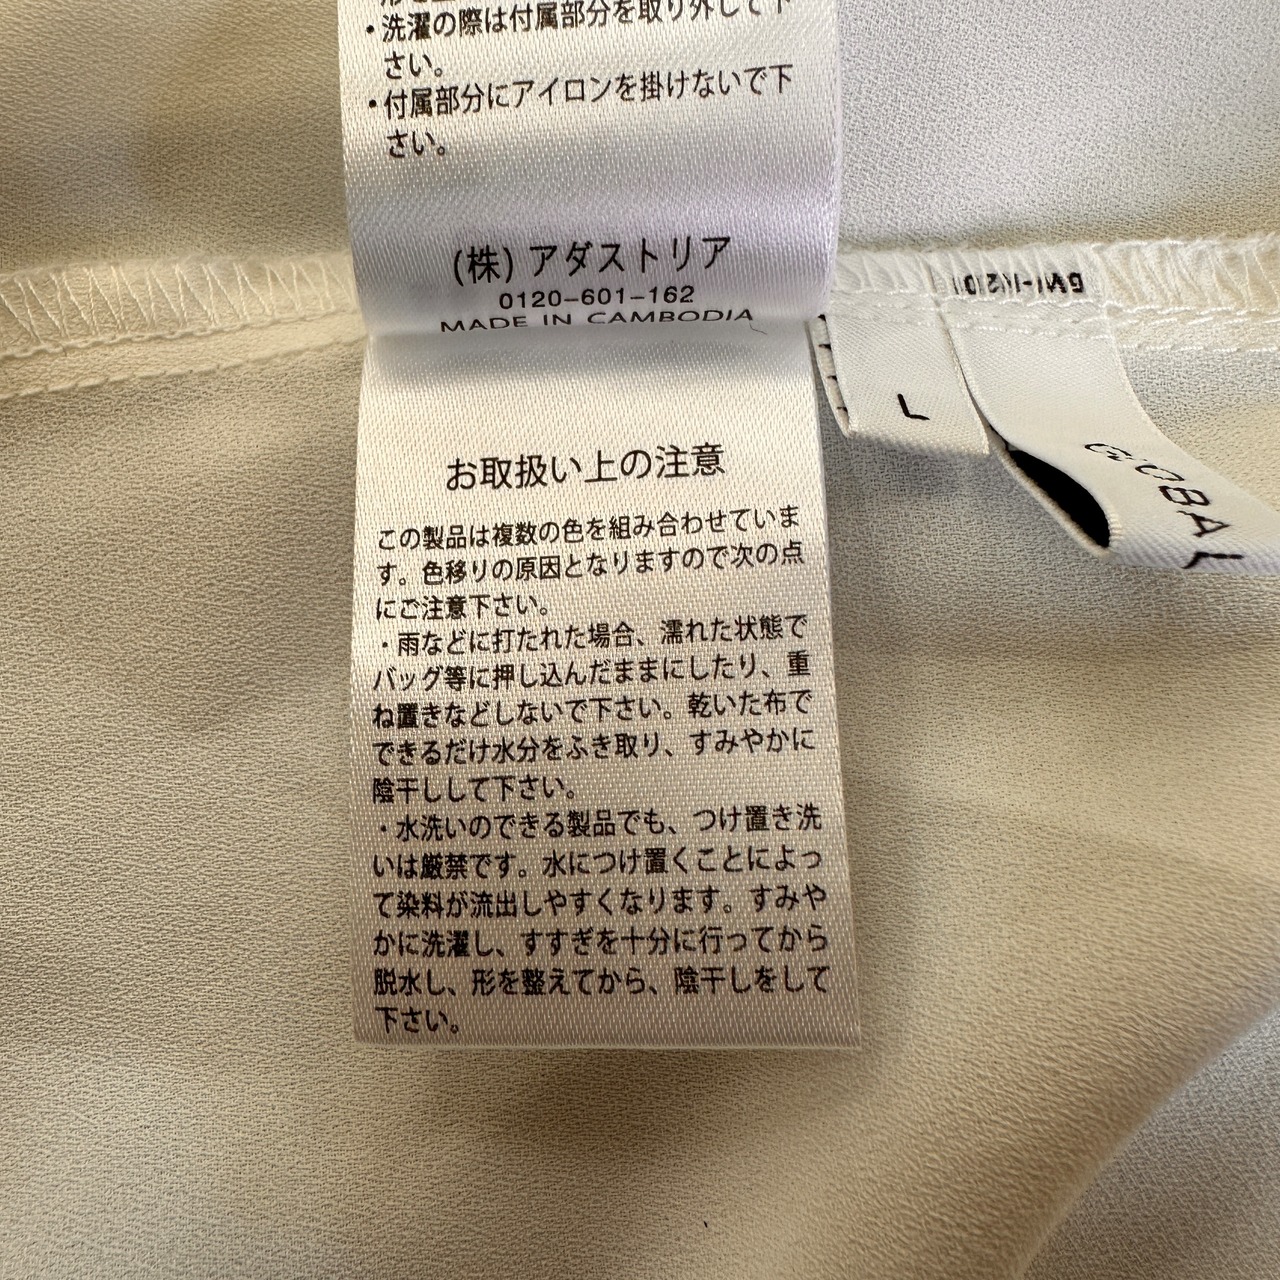 ・洗濯の際は付属部分を取り外して下
さい。
・付属部分にアイロンを掛けないで下
さい。
(株) アダストリア
0120-601-162
MADE IN CAMBODIA
L
GLOBAL
お取扱い上の注意
この製品は複数の色を組み合わせていま
す。色移りの原因となりますので次の点
にご注意下さい。
・雨などに打たれた場合、濡れた状態で
バッグ等に押し込んだままにしたり、重
ね置きなどしないで下さい。乾いた布で
できるだけ水分をふき取り、すみやかに
陰干しして下さい。
・水洗いのできる製品でも、つけ置き洗
いは厳禁です。水につけ置くことによっ
て染料が流出しやすくなります。すみや
かに洗濯し、すすぎを十分に行ってから
脱水し、形を整えてから、陰干しをして
下さい。